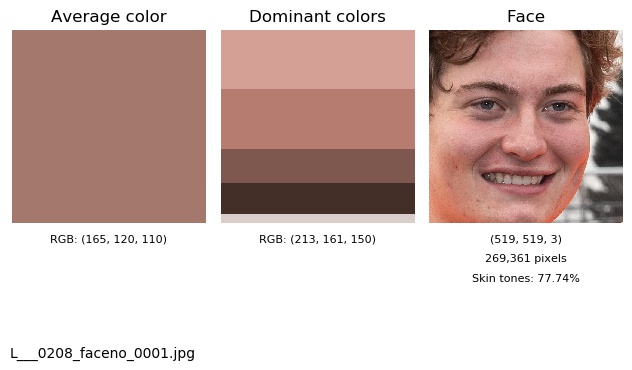 Average color
Dominant colors
Face
RGB: (165, 120, 110)
RGB: (213, 161, 150)
(519, 519, 3)
269,361 pixels
Skin tones: 77.74%
L___0208_faceno_0001.jpg